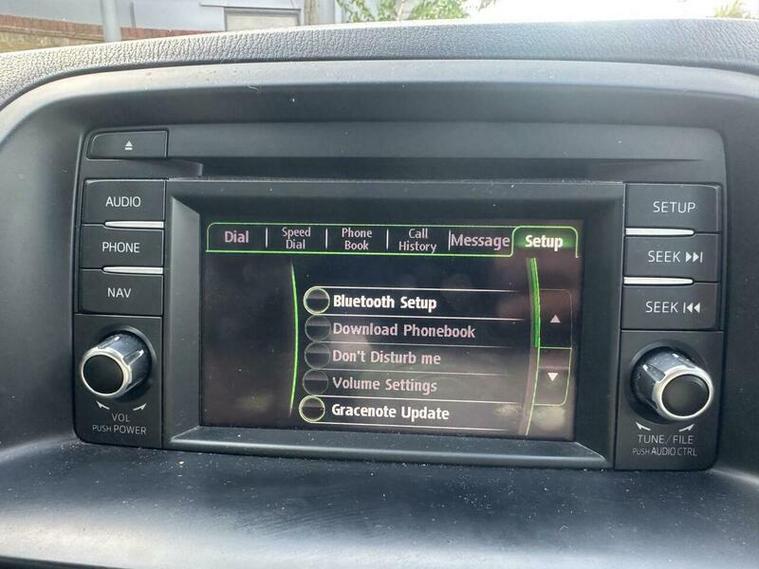 AUDIO
PHONE
NAV
VOL
PUSH POWER
Dial
Speed
Dial
Phone
Book
Call
History
Message
Setup
Bluetooth Setup
Download Phonebook
Don't Disturb me
Volume Settings
Gracenote Update
SETUP
SEEK
SEEK
TUNE/FILE
PUSH AUDIO CTRL